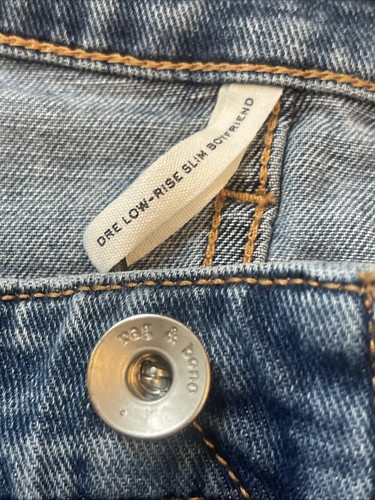 DRE LOW-RISE SLIM BOYFRIEND
rag & bone